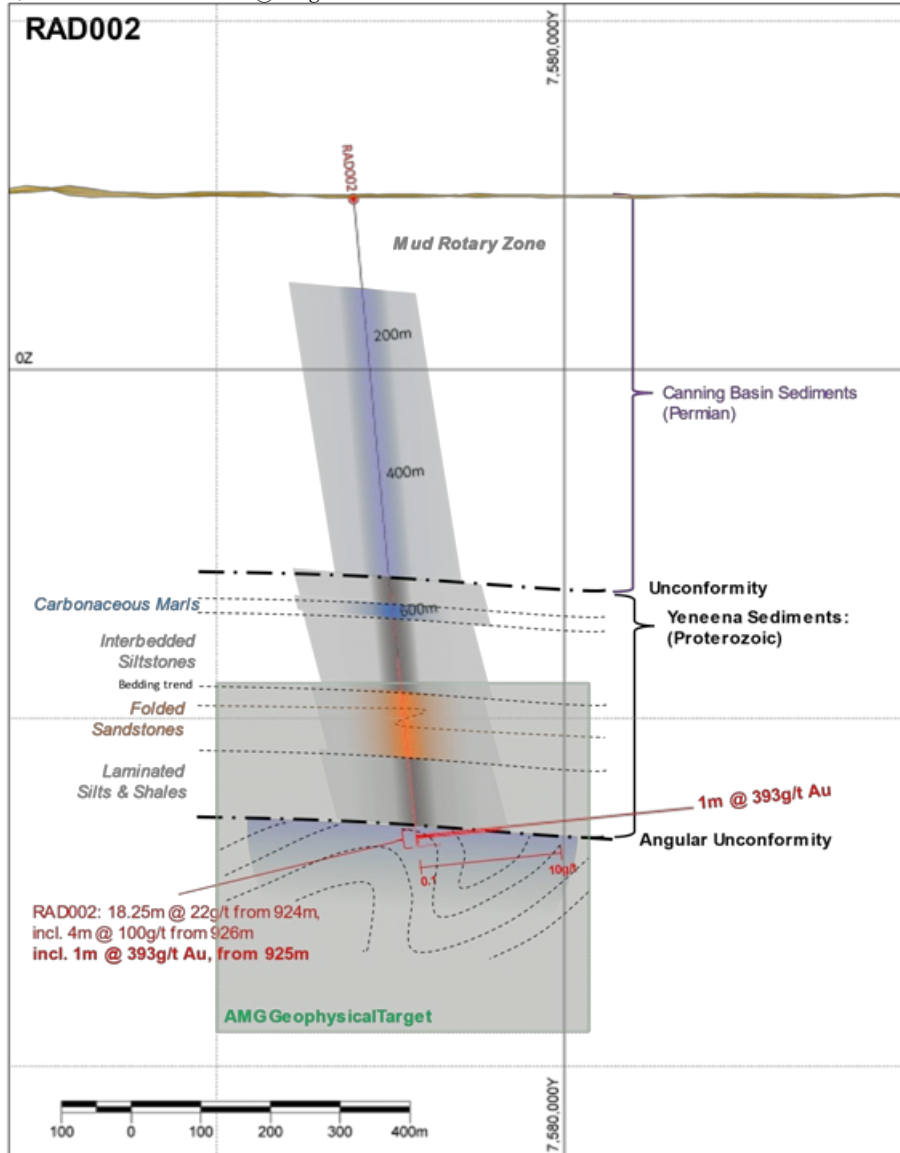 RAD002
7,580,000Y
RAD002
Mud Rotary Zone
200m
0Z
Canning Basin Sediments
(Permian)
400m
Unconformity
Carbonaceous Marls
600m
Yeneena Sediments:
(Proterozoic)
Interbedded
Siltstones
Bedding trend
Folded
Sandstones
Laminated
Silts & Shales
1m @ 393g/t Au
Angular Unconformity
0.1
10g/t
RAD002: 18.25m @ 22g/t from 924m,
incl. 4m @ 100g/t from 926m
incl. 1m @ 393g/t Au, from 925m
AMG Geophysical Target
7,580,000Y
100 0 100 200 300 400m